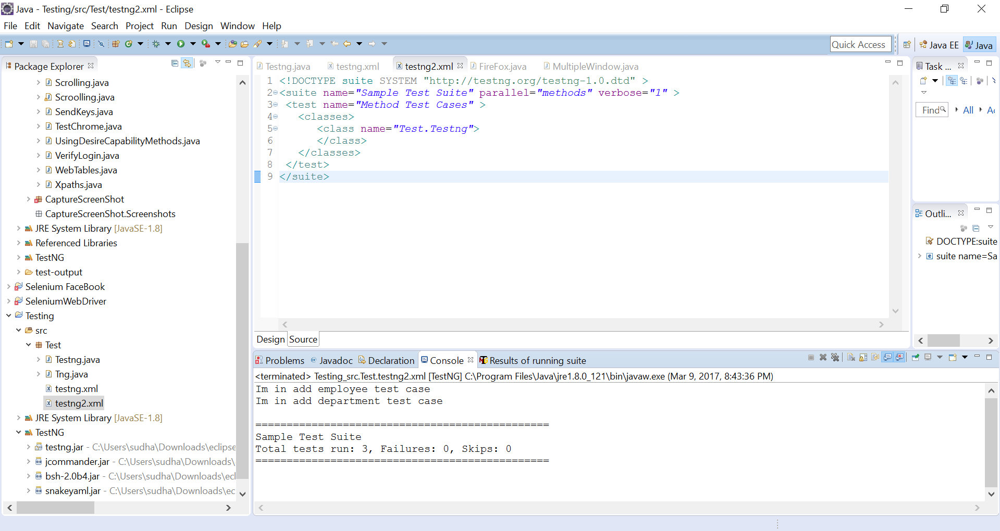 Java - Testing/src/Test/testng2.xml - Eclipse
File Edit Navigate Search Project Run Design Window Help
Quick Access
Java EE
Java
Package Explorer
Scrolling.java
Scroolling.java
SendKeys.java
TestChrome.java
UsingDesireCapabilityMethods.java
VerifyLogin.java
WebTables.java
Xpaths.java
CaptureScreenShot
CaptureScreenShot.Screenshots
JRE System Library [JavaSE-1.8]
Referenced Libraries
TestNG
test-output
Selenium FaceBook
SeleniumWebDriver
Testing
src
Test
Testng.java
Tng.java
testng.xml
testng2.xml
JRE System Library [JavaSE-1.8]
TestNG
testng.jar - C:\Users\sudha\Downloads\eclipse
jcommander.jar - C:\Users\sudha\Downloads\
bsh-2.0b4.jar - C:\Users\sudha\Downloads\ecl
snakeyaml.jar - C:\Users\sudha\Downloads\ec
Testng.java testng.xml testng2.xml FireFox.java MultipleWindow.java
1 <!DOCTYPE suite SYSTEM "http://testng.org/testng-1.0.dtd" >
2 <suite name="Sample Test Suite" parallel="methods" verbose="1" >
3 <test name="Method Test Cases" >
4 <classes>
5 <class name="Test.Testng">
6 </class>
7 </classes>
8 </test>
9 </suite>
Design Source
Problems Javadoc Declaration Console Results of running suite
<terminated> Testing_src.Test.testng2.xml [TestNG] C:\Program Files\Java\jre1.8.0_121\bin\javaw.exe (Mar 9, 2017, 8:43:36 PM)
Im in add employee test case
Im in add department test case
===============================================
Sample Test Suite
Total tests run: 3, Failures: 0, Skips: 0
===============================================
Task ...
Find All Ac
Outli...
DOCTYPE:suite
suite name=Sa